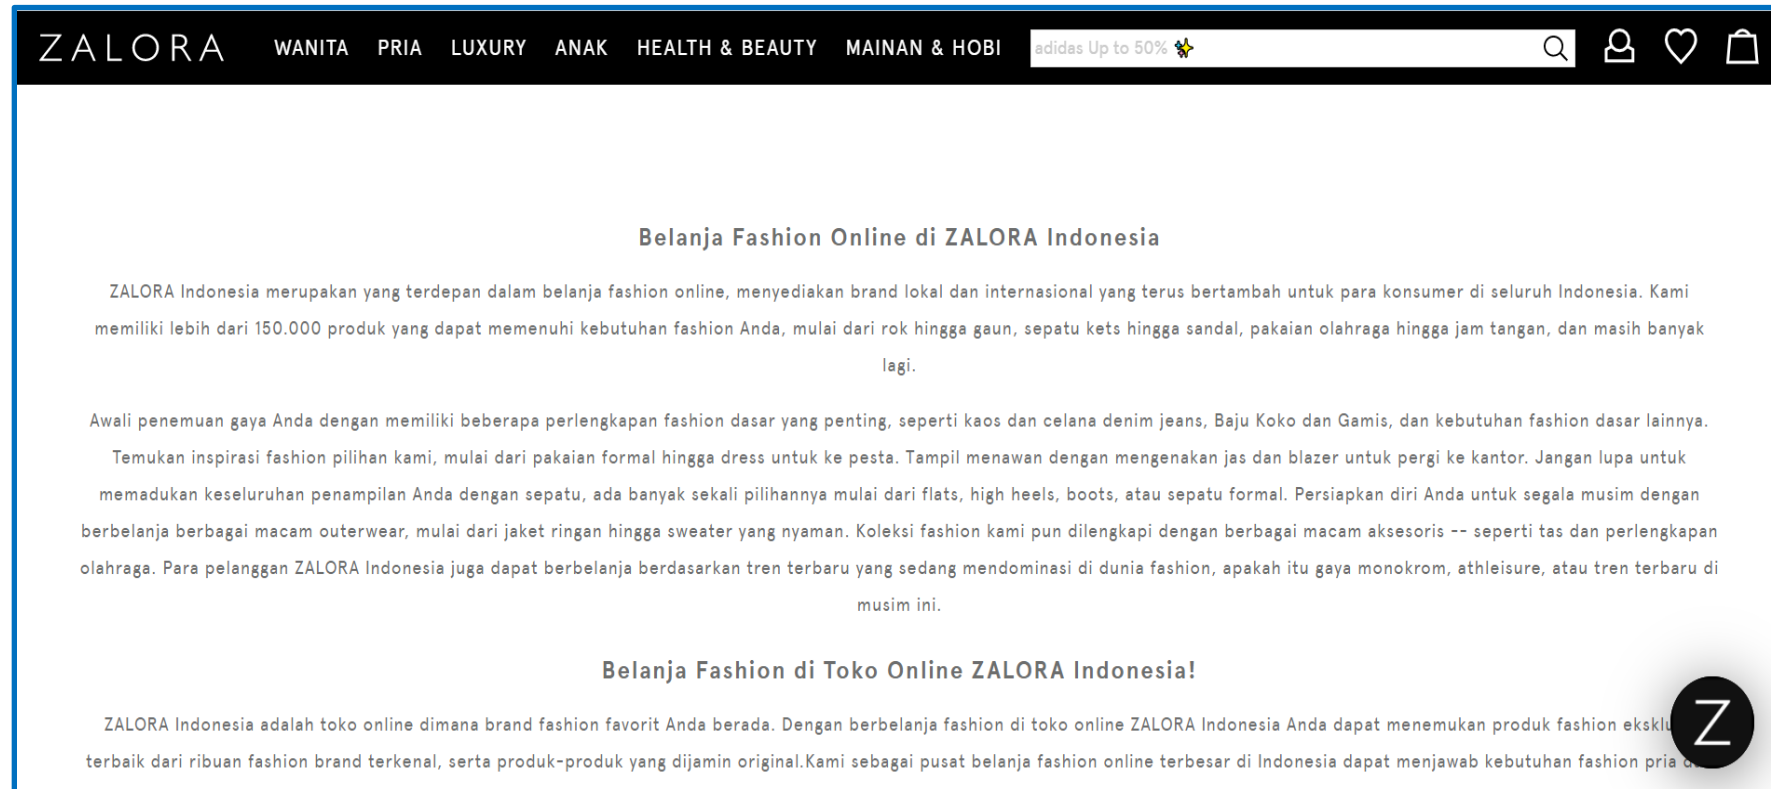 ZALORA WANITA PRIA LUXURY ANAK HEALTH & BEAUTY MAINAN & HOBI adidas Up to 50%
Belanja Fashion Online di ZALORA Indonesia
ZALORA Indonesia merupakan yang terdepan dalam belanja fashion online, menyediakan brand lokal dan internasional yang terus bertambah untuk para konsumer di seluruh Indonesia. Kami
memiliki lebih dari 150.000 produk yang dapat memenuhi kebutuhan fashion Anda, mulai dari rok hingga gaun, sepatu kets hingga sandal, pakaian olahraga hingga jam tangan, dan masih banyak
lagi.
Awali penemuan gaya Anda dengan memiliki beberapa perlengkapan fashion dasar yang penting, seperti kaos dan celana denim jeans, Baju Koko dan Gamis, dan kebutuhan fashion dasar lainnya.
Temukan inspirasi fashion pilihan kami, mulai dari pakaian formal hingga dress untuk ke pesta. Tampil menawan dengan mengenakan jas dan blazer untuk pergi ke kantor. Jangan lupa untuk
memadukan keseluruhan penampilan Anda dengan sepatu, ada banyak sekali pilihannya mulai dari flats, high heels, boots, atau sepatu formal. Persiapkan diri Anda untuk segala musim dengan
berbelanja berbagai macam outerwear, mulai dari jaket ringan hingga sweater yang nyaman. Koleksi fashion kami pun dilengkapi dengan berbagai macam aksesoris -- seperti tas dan perlengkapan
olahraga. Para pelanggan ZALORA Indonesia juga dapat berbelanja berdasarkan tren terbaru yang sedang mendominasi di dunia fashion, apakah itu gaya monokrom, athleisure, atau tren terbaru di
musim ini.
Belanja Fashion di Toko Online ZALORA Indonesia!
ZALORA Indonesia adalah toko online dimana brand fashion favorit Anda berada. Dengan berbelanja fashion di toko online ZALORA Indonesia Anda dapat menemukan produk fashion
terbaik dari ribuan fashion brand terkenal, serta produk-produk yang dijamin original.Kami sebagai pusat belanja fashion online terbesar di Indonesia dapat menjawab kebutuhan fashion pria
Z